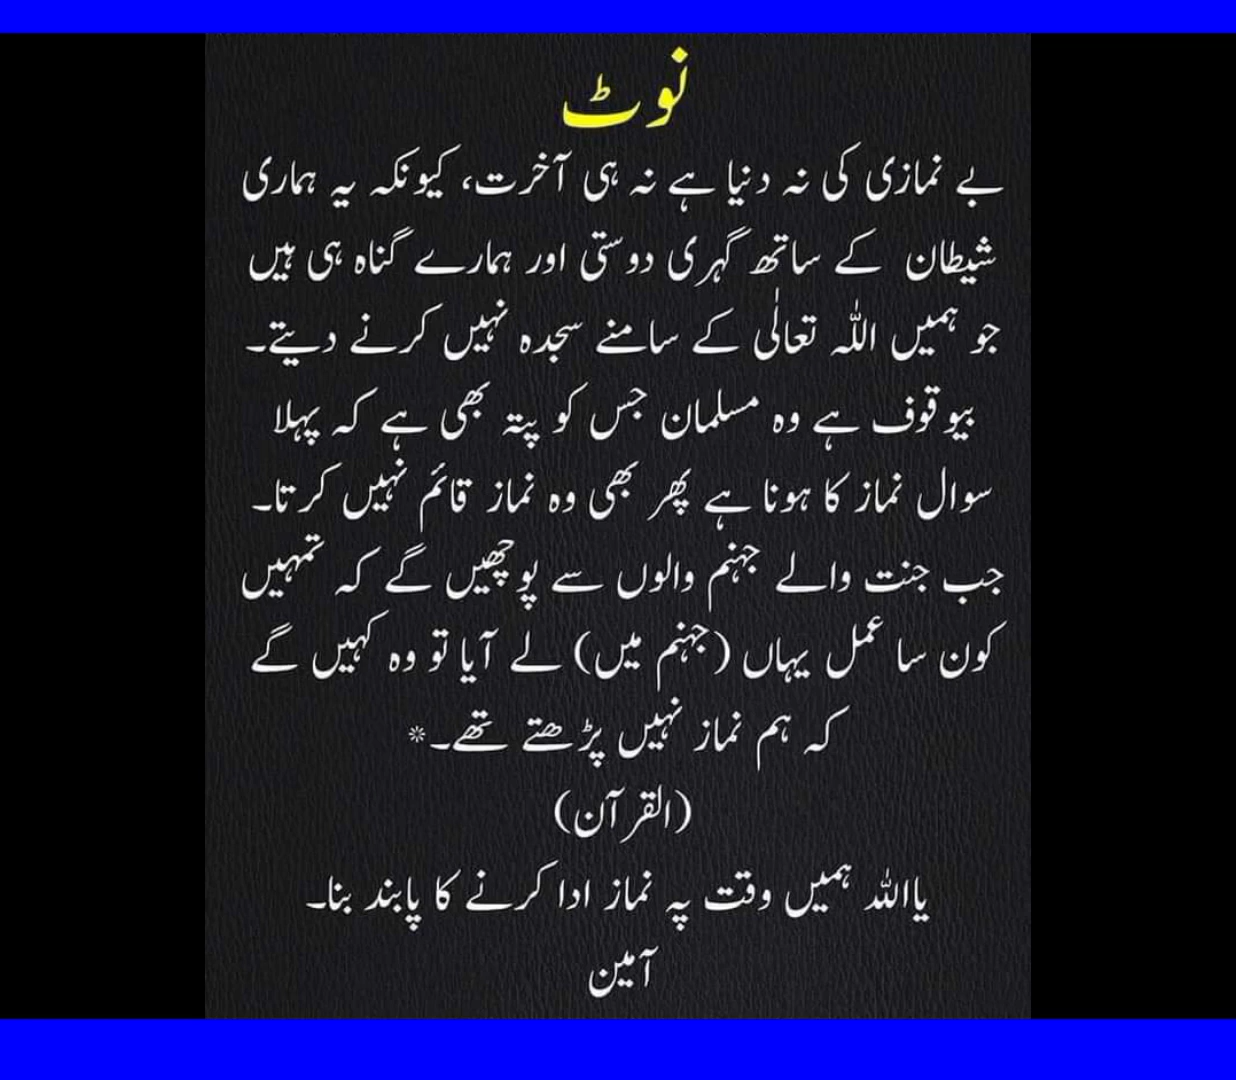 نوٹ
بے نمازی کی نہ دنیا ہے نہ ہی آخرت، کیونکہ یہ ہماری
شیطان کے ساتھ گہری دوستی اور ہمارے گناہ ہی ہیں
جو ہمیں اللہ تعالٰی کے سامنے سجدہ نہیں کرنے دیتے۔
بیوقوف ہے وہ مسلمان جس کو پتہ بھی ہے کہ پہلا
سوال نماز کا ہونا ہے پھر بھی وہ نماز قائم نہیں کرتا۔
جب جنت والے جہنم والوں سے پوچھیں گے کہ تمہیں
کون سا عمل یہاں (جہنم میں) لے آیا تو وہ کہیں گے
کہ ہم نماز نہیں پڑھتے تھے۔*
(القرآن)
یااللہ ہمیں وقت پہ نماز ادا کرنے کا پابند بنا۔
آمین